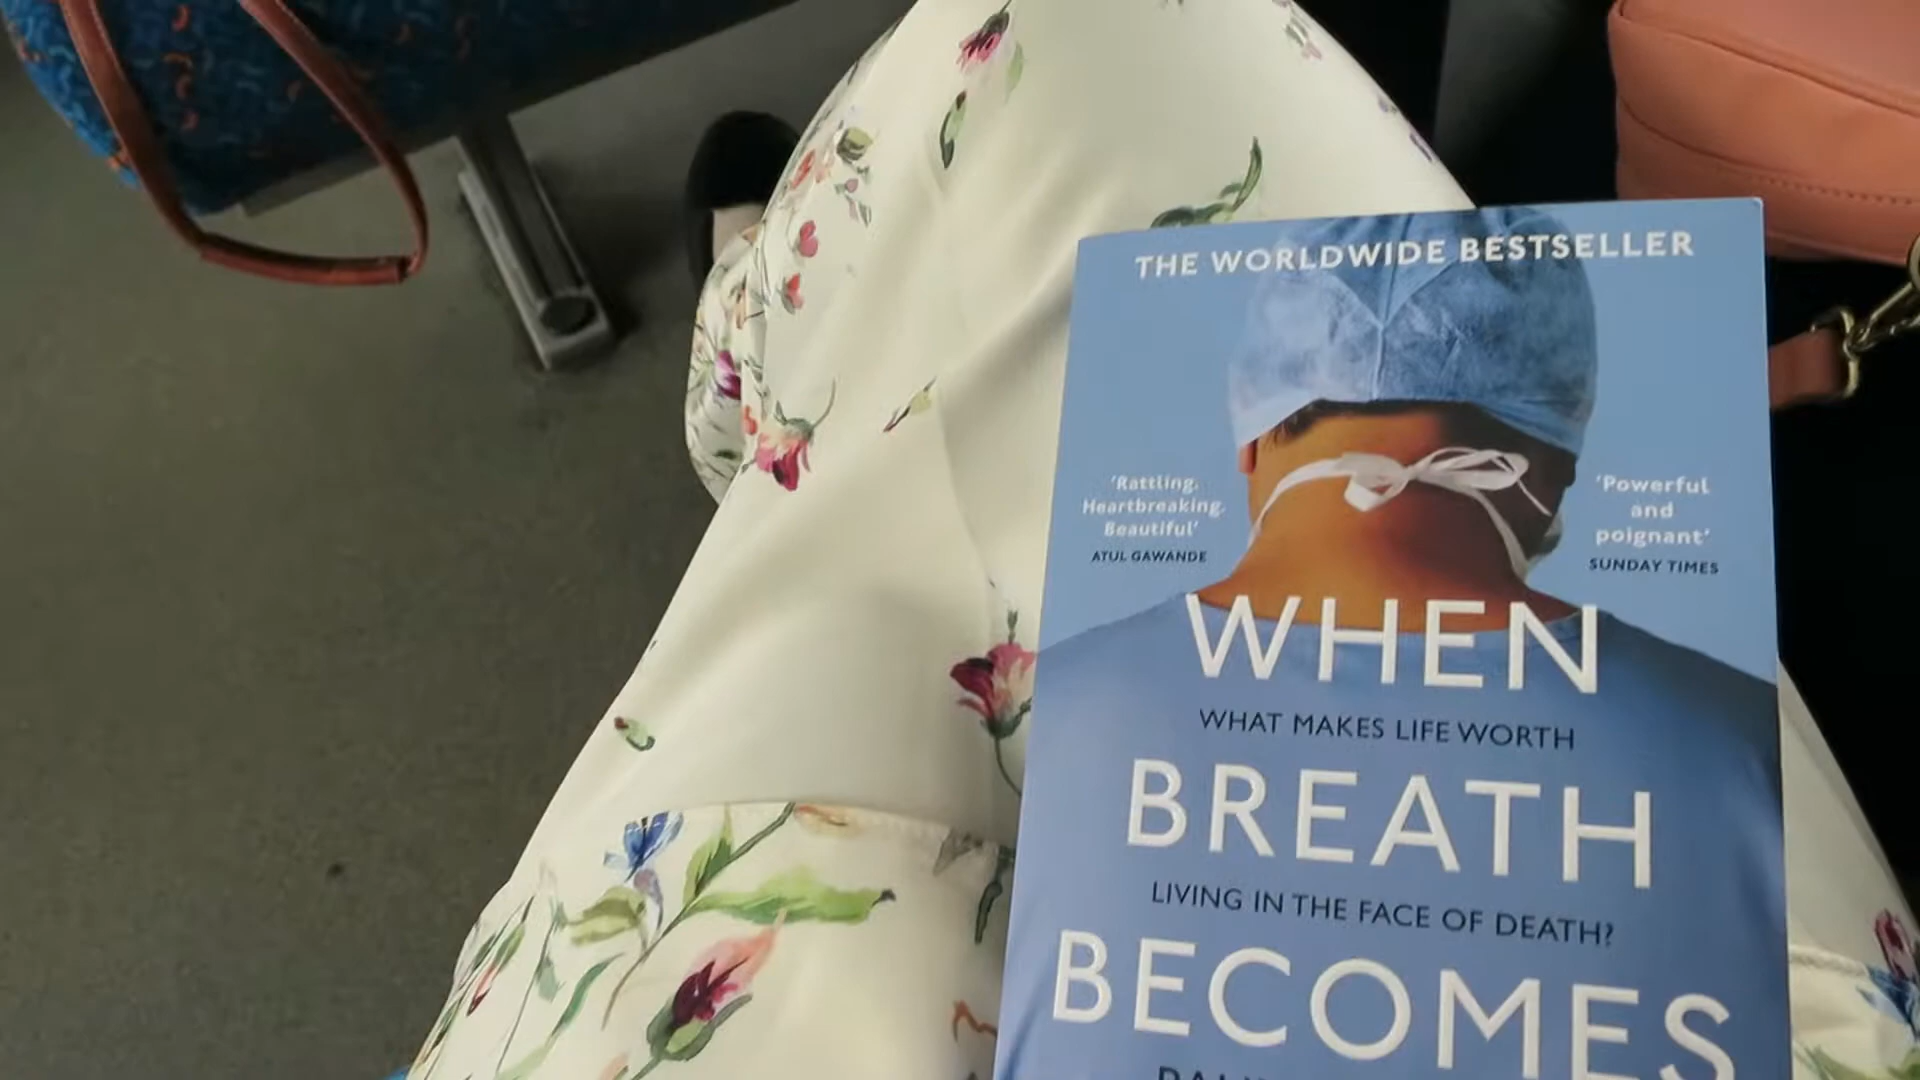 THE WORLDWIDE BESTSELLER
'Rattling.
Heartbreaking.
Beautiful'
ATUL GAWANDE
'Powerful
and
poignant'
SUNDAY TIMES
WHEN
WHAT MAKES LIFE WORTH
BREATH
LIVING IN THE FACE OF DEATH?
BECOMES